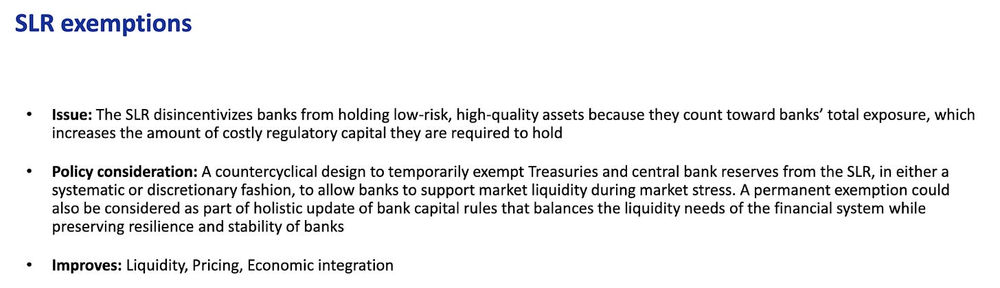 SLR exemptions
• Issue: The SLR disincentivizes banks from holding low-risk, high-quality assets because they count toward banks’ total exposure, which
increases the amount of costly regulatory capital they are required to hold
• Policy consideration: A countercyclical design to temporarily exempt Treasuries and central bank reserves from the SLR, in either a
systematic or discretionary fashion, to allow banks to support market liquidity during market stress. A permanent exemption could
also be considered as part of holistic update of bank capital rules that balances the liquidity needs of the financial system while
preserving resilience and stability of banks
• Improves: Liquidity, Pricing, Economic integration